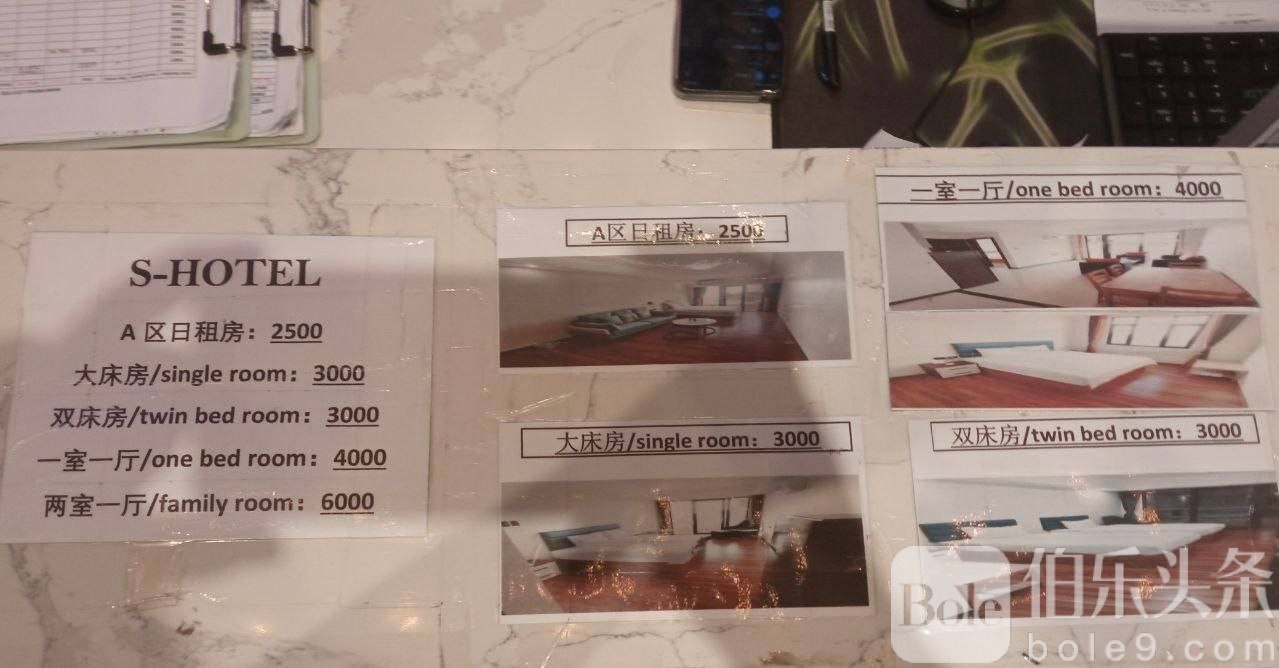 S-HOTEL
A 区日租房：2500
大床房/single room：3000
双床房/twin bed room：3000
一室一厅/one bed room：4000
两室一厅/family room：6000
A区日租房：2500
大床房/single room：3000
一室一厅/one bed room：4000
双床房/twin bed room：3000
Bole 伯乐头条
bole9.com